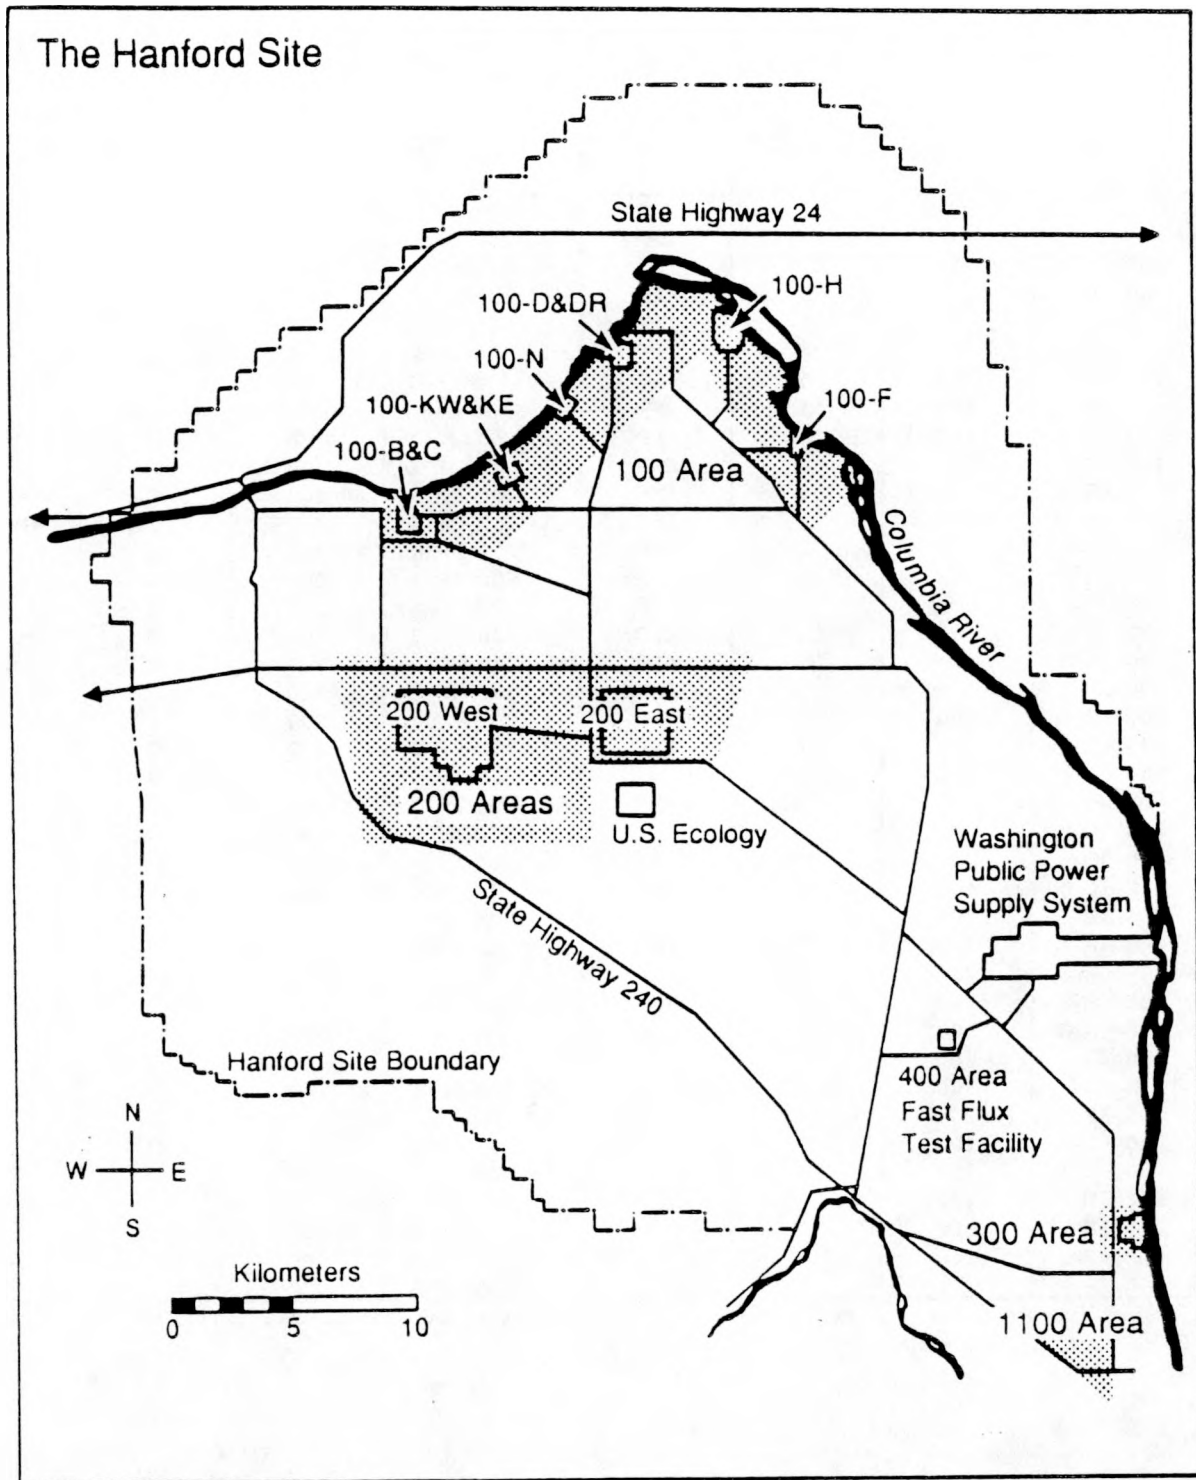 The Hanford Site
State Highway 24
100-H
100-D&DR
100-N
100-KW&KE
100-F
100-B&C
100 Area
Columbia River
200 West
200 East
200 Areas
U.S. Ecology
Washington
Public Power
Supply System
State Highway 240
Hanford Site Boundary
400 Area
Fast Flux
Test Facility
N
W
E
S
300 Area
Kilometers
0
5
10
1100 Area